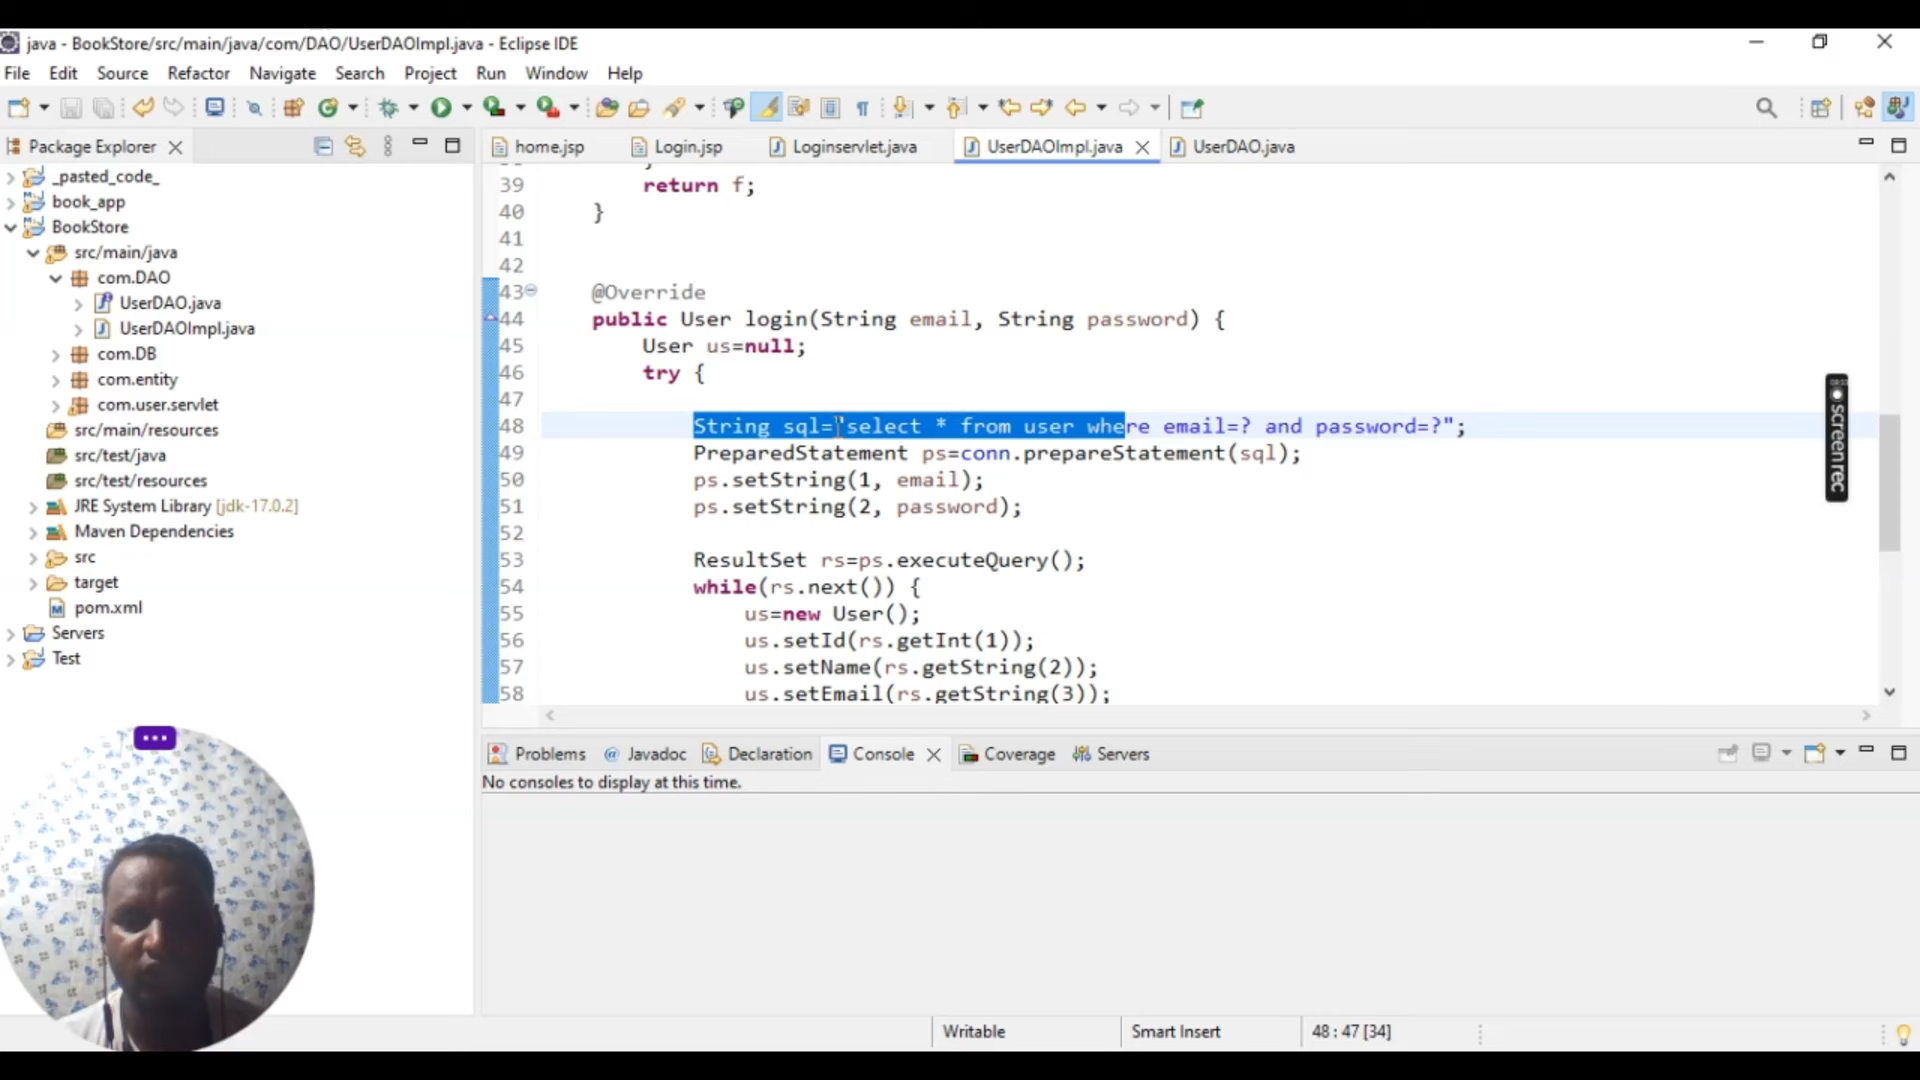 java - BookStore/src/main/java/com/DAO/UserDAOImpl.java - Eclipse IDE
File Edit Source Refactor Navigate Search Project Run Window Help
Package Explorer
_pasted_code_
book_app
BookStore
src/main/java
com.DAO
UserDAO.java
UserDAOImpl.java
com.DB
com.entity
com.user.servlet
src/main/resources
src/test/java
src/test/resources
JRE System Library [jdk-17.0.2]
Maven Dependencies
src
target
pom.xml
Servers
Test
home.jsp Login.jsp Loginservlet.java UserDAOImpl.java UserDAO.java
39 return f;
40 }
41
42
43 @Override
44 public User login(String email, String password) {
45 User us=null;
46 try {
47
48 String sql="select * from user where email=? and password=?";
49 PreparedStatement ps=conn.prepareStatement(sql);
50 ps.setString(1, email);
51 ps.setString(2, password);
52
53 ResultSet rs=ps.executeQuery();
54 while(rs.next()) {
55 us=new User();
56 us.setId(rs.getInt(1));
57 us.setName(rs.getString(2));
58 us.setEmail(rs.getString(3));
screenrec
Problems Javadoc Declaration Console Coverage Servers
No consoles to display at this time.
Writable Smart Insert 48 : 47 [34]